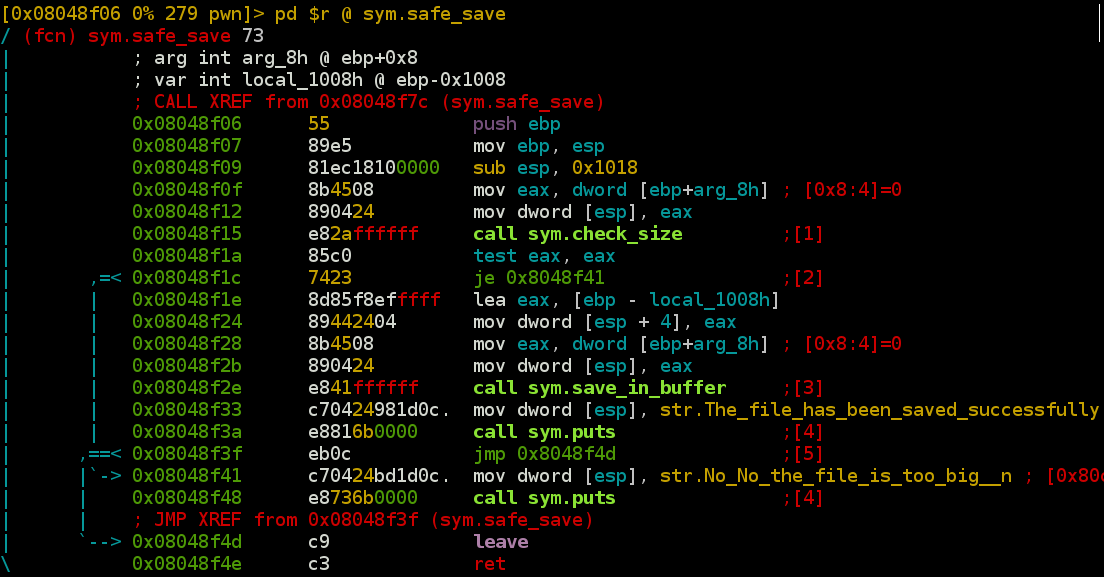 [0x08048f06 0% 279 pwn]> pd $r @ sym.safe_save
/ (fcn) sym.safe_save 73
|           ; arg int arg_8h @ ebp+0x8
|           ; var int local_1008h @ ebp-0x1008
|           ; CALL XREF from 0x08048f7c (sym.safe_save)
|           0x08048f06      55             push ebp
|           0x08048f07      89e5           mov ebp, esp
|           0x08048f09      81ec18100000   sub esp, 0x1018
|           0x08048f0f      8b4508         mov eax, dword [ebp+arg_8h] ; [0x8:4]=0
|           0x08048f12      890424         mov dword [esp], eax
|           0x08048f15      e82affffff     call sym.check_size         ;[1]
|           0x08048f1a      85c0           test eax, eax
|       ,=< 0x08048f1c      7423           je 0x8048f41                ;[2]
|       |   0x08048f1e      8d85f8efffff   lea eax, [ebp - local_1008h]
|       |   0x08048f24      89442404       mov dword [esp + 4], eax
|       |   0x08048f28      8b4508         mov eax, dword [ebp+arg_8h] ; [0x8:4]=0
|       |   0x08048f2b      890424         mov dword [esp], eax
|       |   0x08048f2e      e841ffffff     call sym.save_in_buffer     ;[3]
|       |   0x08048f33      c70424981d0c.  mov dword [esp], str.The_file_has_been_saved_successfully
|       |   0x08048f3a      e8816b0000     call sym.puts               ;[4]
|      ,==< 0x08048f3f      eb0c           jmp 0x8048f4d               ;[5]
|      |`-> 0x08048f41      c70424bd1d0c.  mov dword [esp], str.No_No_the_file_is_too_big__n ; [0x80
|      |    0x08048f48      e8736b0000     call sym.puts               ;[4]
|      |    ; JMP XREF from 0x08048f3f (sym.safe_save)
|      `--> 0x08048f4d      c9             leave
\           0x08048f4e      c3             ret